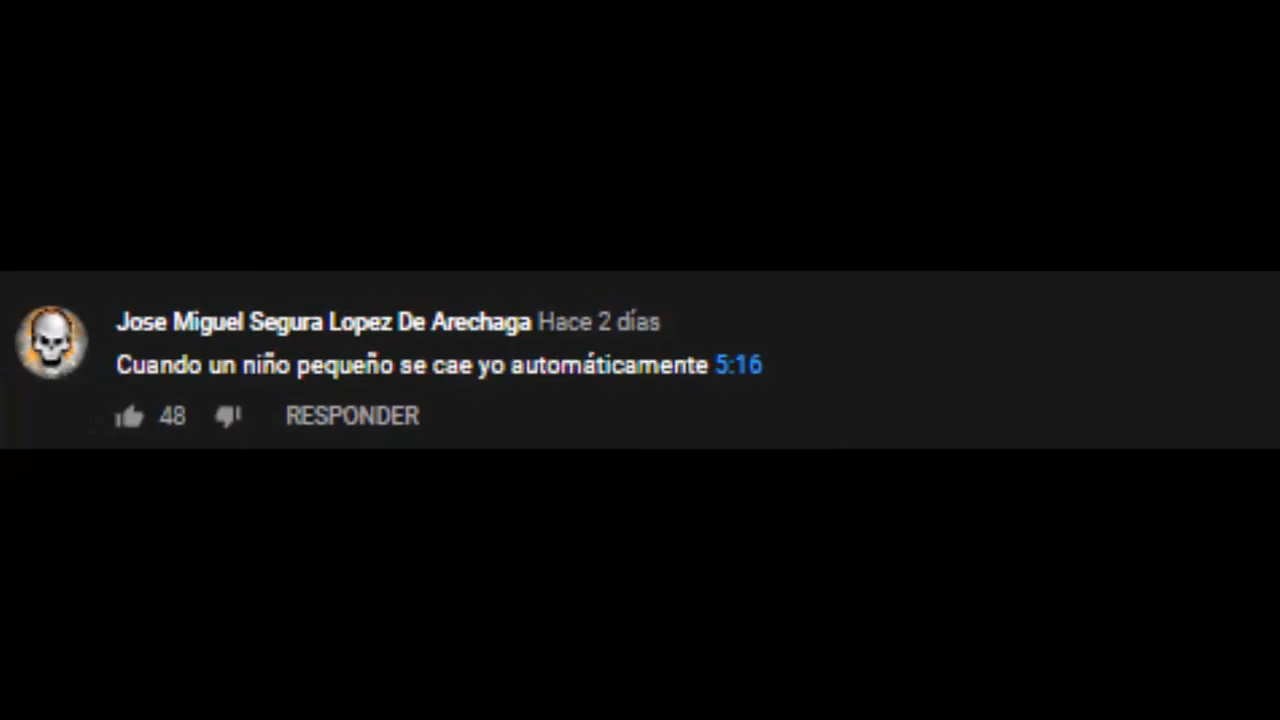 Jose Miguel Segura Lopez De Arechaga Hace 2 días
Cuando un niño pequeño se cae yo automáticamente 5:16
48 RESPONDER